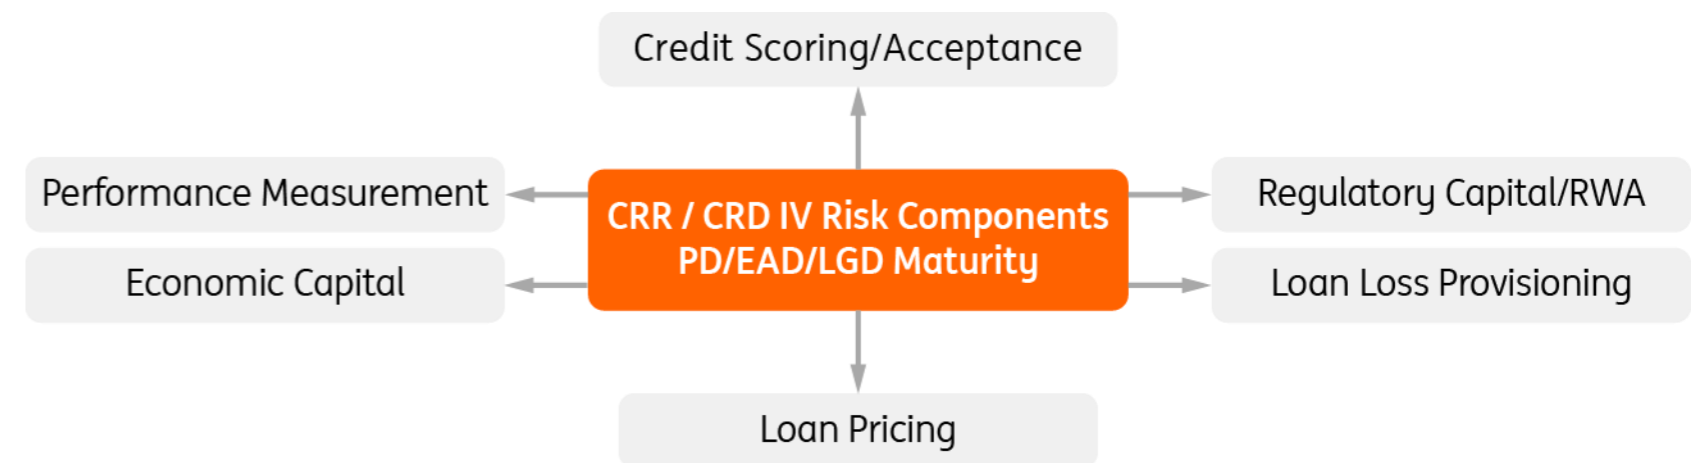 Credit Scoring/Acceptance
Performance Measurement
CRR / CRD IV Risk Components
PD/EAD/LGD Maturity
Regulatory Capital/RWA
Economic Capital
Loan Loss Provisioning
Loan Pricing